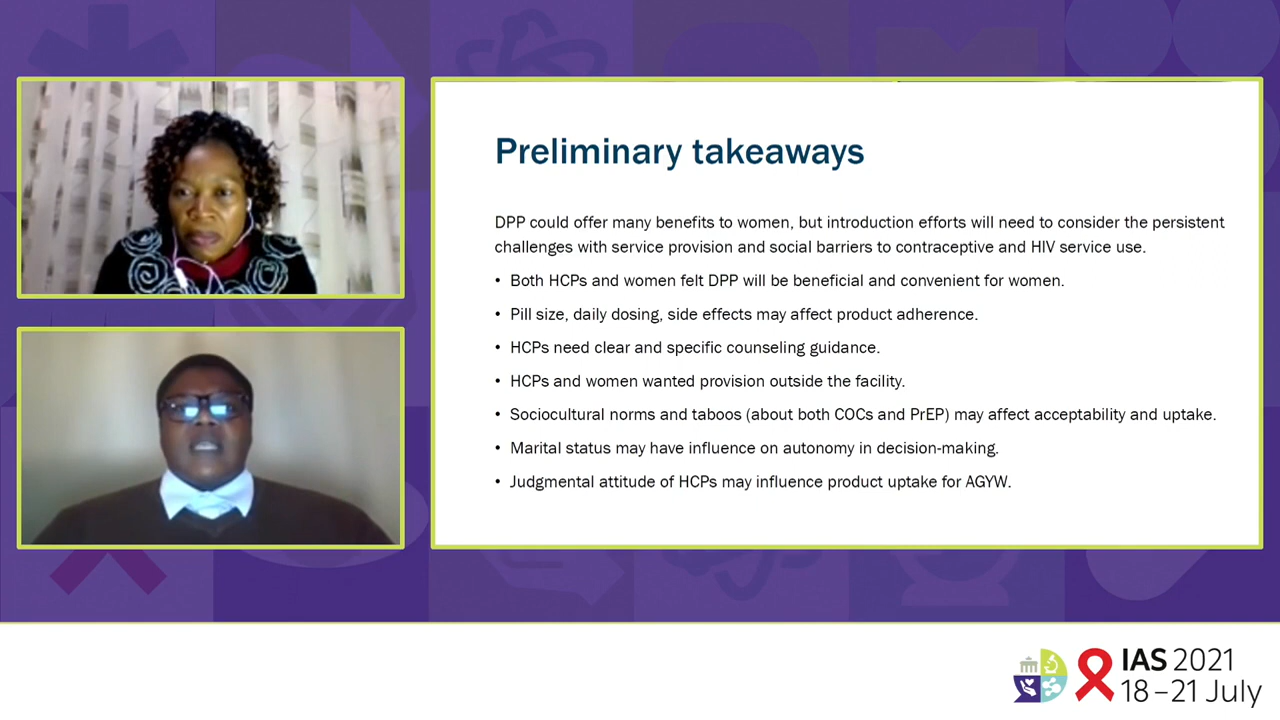 Preliminary takeaways
DPP could offer many benefits to women, but introduction efforts will need to consider the persistent
challenges with service provision and social barriers to contraceptive and HIV service use.
• Both HCPs and women felt DPP will be beneficial and convenient for women.
• Pill size, daily dosing, side effects may affect product adherence.
• HCPs need clear and specific counseling guidance.
• HCPs and women wanted provision outside the facility.
• Sociocultural norms and taboos (about both COCs and PrEP) may affect acceptability and uptake.
• Marital status may have influence on autonomy in decision-making.
• Judgmental attitude of HCPs may influence product uptake for AGYW.
IAS 2021
18–21 July